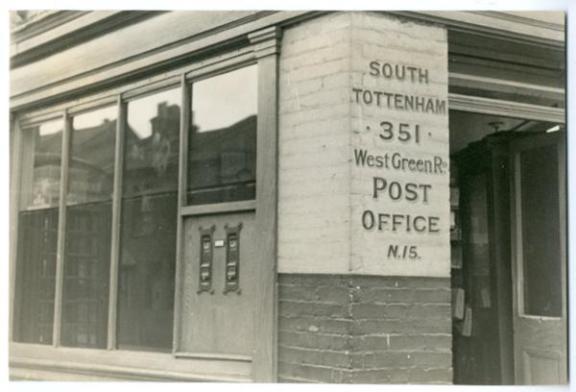 SOUTH
TOTTENHAM
· 351 ·
West Green Rd
POST
OFFICE
N.15.